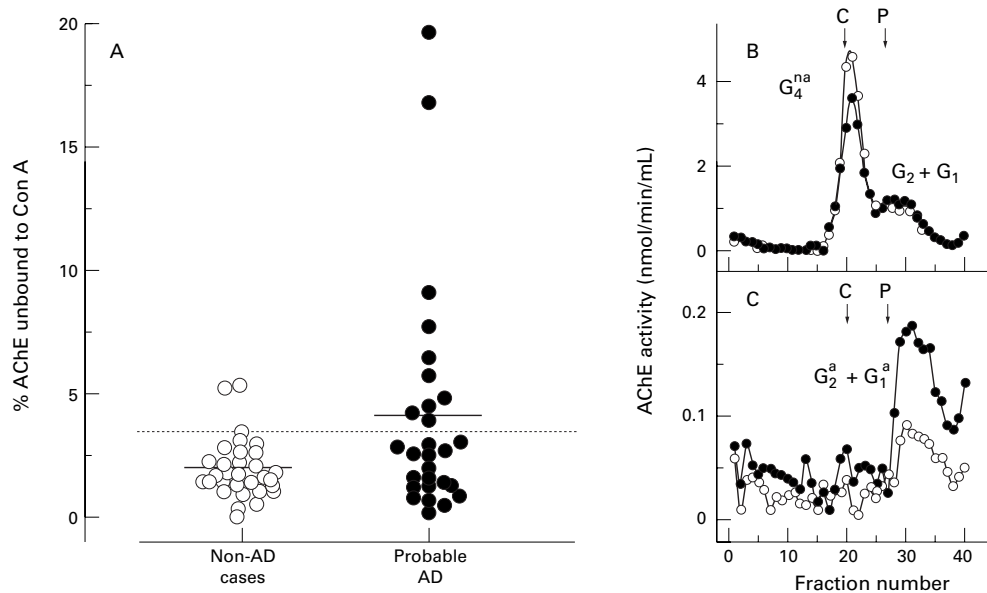 A
% AChE unbound to Con A
20
15
10
5
0
Non-AD
cases
Probable
AD
B
C P
G4na
G2 + G1
AChE activity (nmol/min/mL)
4
2
0
C
C P
G2a + G1a
0.2
0.1
0
0 10 20 30 40
Fraction number